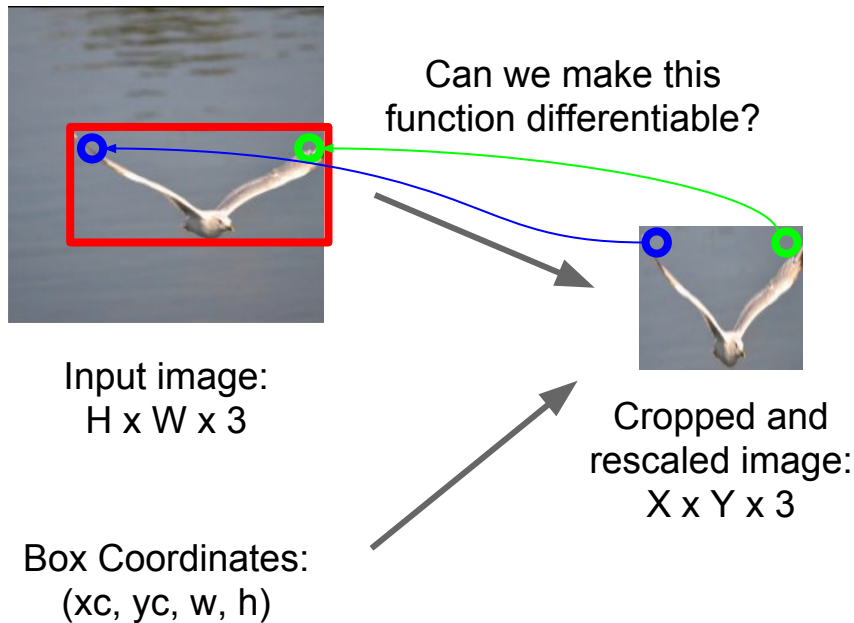 Can we make this
function differentiable?
Input image:
H x W x 3
Cropped and
rescaled image:
X x Y x 3
Box Coordinates:
(xc, yc, w, h)